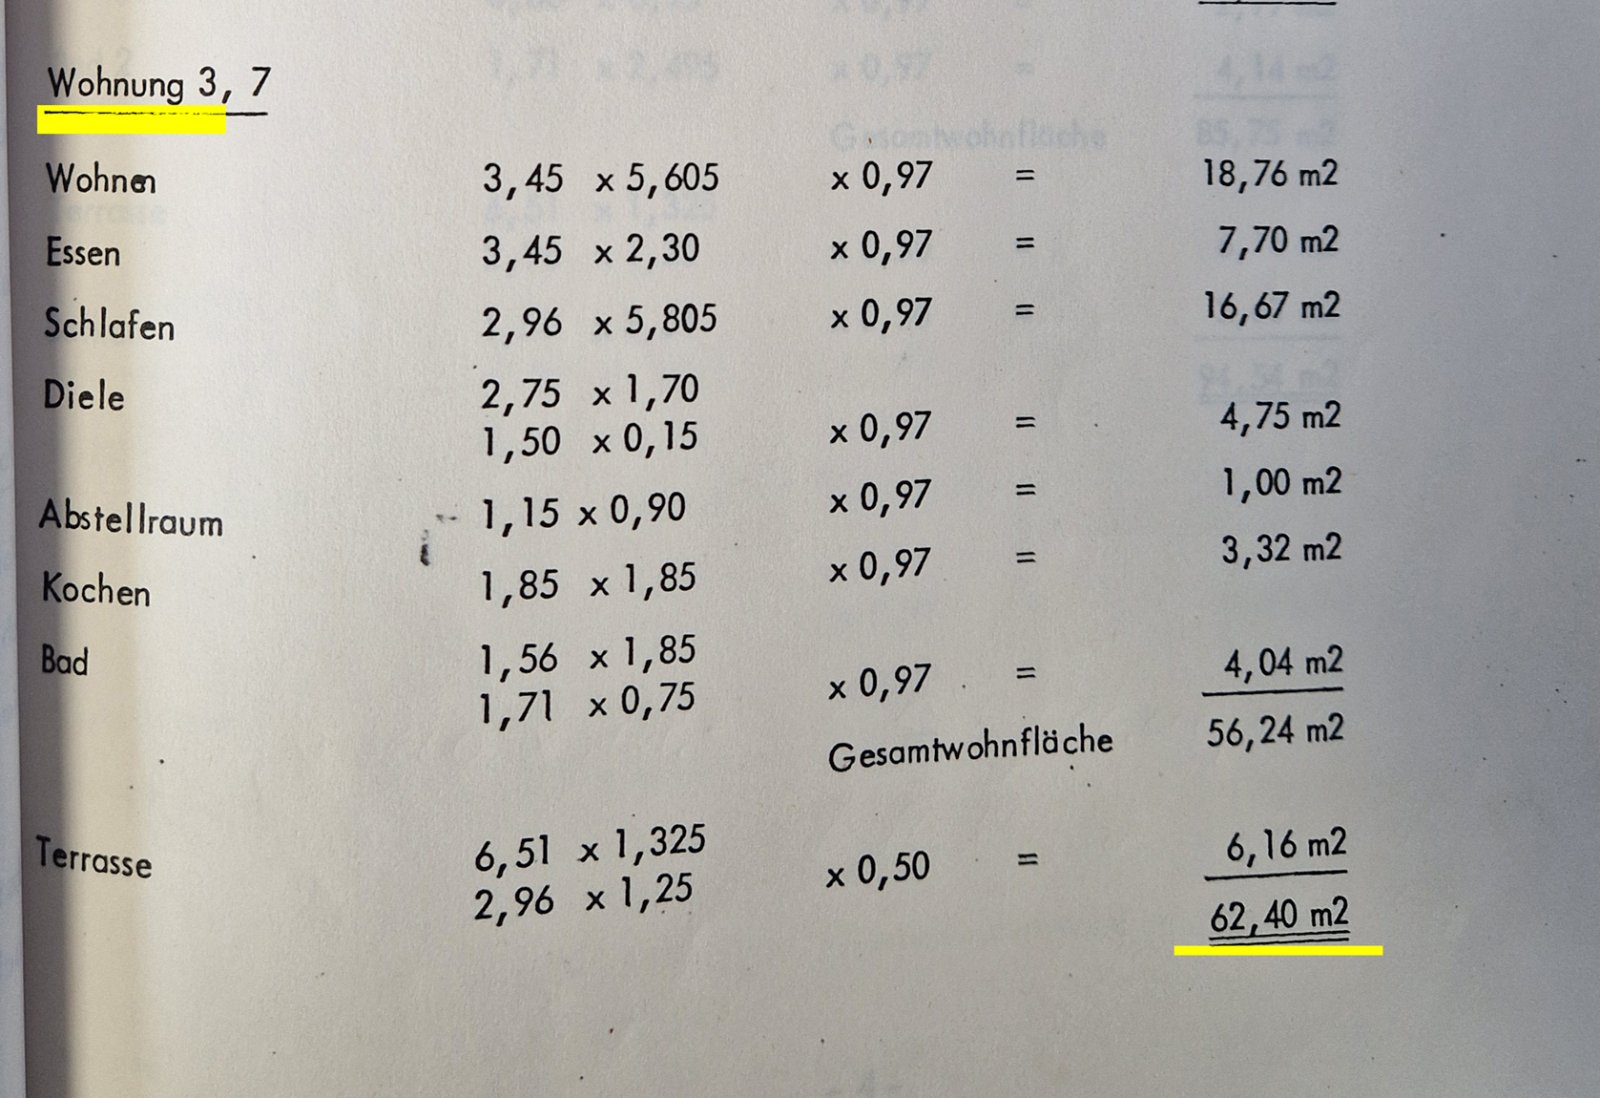 Wohnung 3, 7
Wohnen 3,45 x 5,605 x 0,97 = 18,76 m2
Essen 3,45 x 2,30 x 0,97 = 7,70 m2
Schlafen 2,96 x 5,805 x 0,97 = 16,67 m2
Diele 2,75 x 1,70
1,50 x 0,15 x 0,97 = 4,75 m2
Abstellraum 1,15 x 0,90 x 0,97 = 1,00 m2
Kochen 1,85 x 1,85 x 0,97 = 3,32 m2
Bad 1,56 x 1,85
1,71 x 0,75 x 0,97 = 4,04 m2
Gesamtwohnfläche 56,24 m2
Terrasse 6,51 x 1,325
2,96 x 1,25 x 0,50 = 6,16 m2
62,40 m2